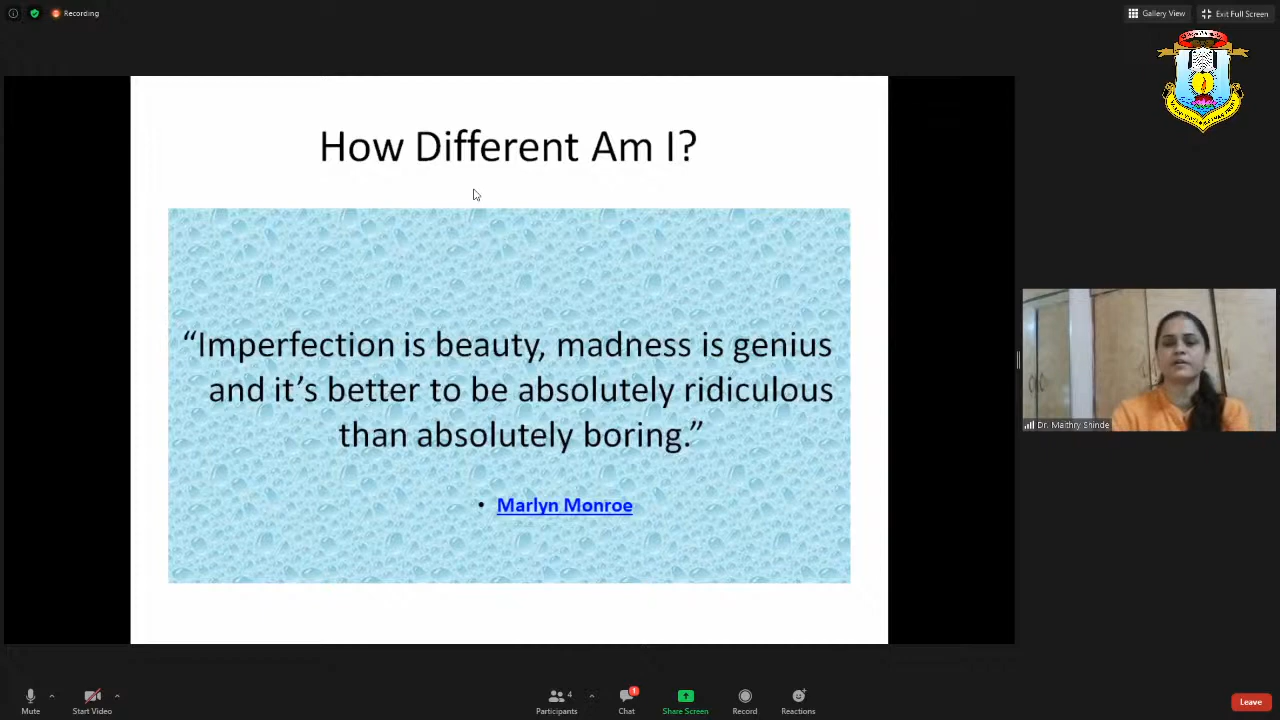 Recording
Gallery View
Exit Full Screen
How Different Am I?
“Imperfection is beauty, madness is genius
and it’s better to be absolutely ridiculous
than absolutely boring.”
• Marlyn Monroe
Dr. Maithry Shinde
Mute
Start Video
Participants 4
Chat 1
Share Screen
Record
Reactions
Leave